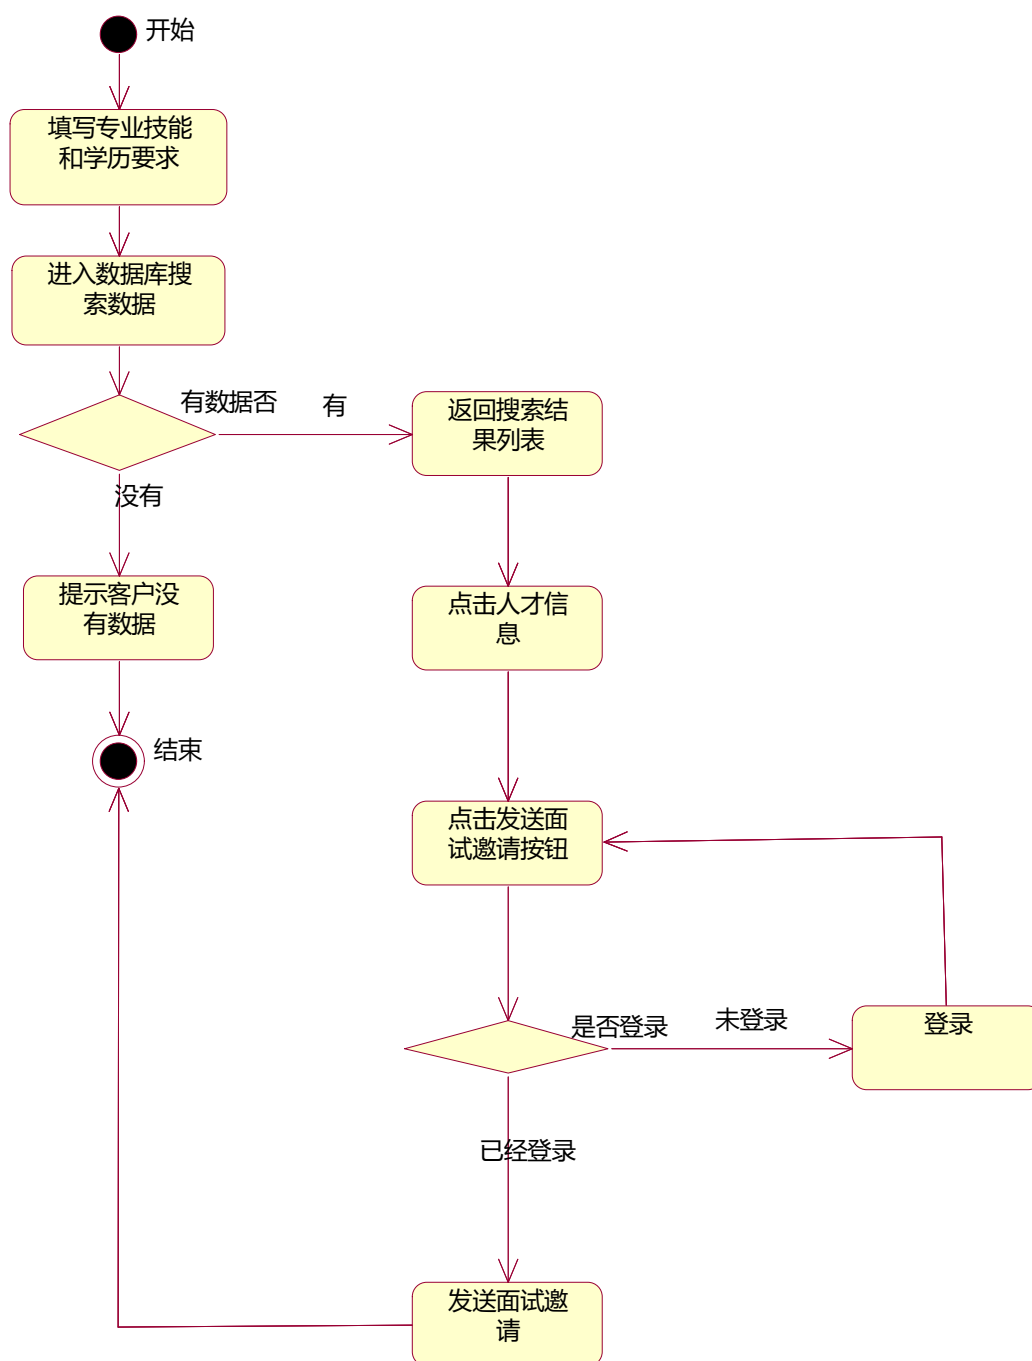 开始
填写专业技能
和学历要求
进入数据库搜
索数据
有数据否
有
返回搜索结
果列表
没有
提示客户没
有数据
点击人才信
息
结束
点击发送面
试邀请按钮
是否登录
未登录
登录
已经登录
发送面试邀
请